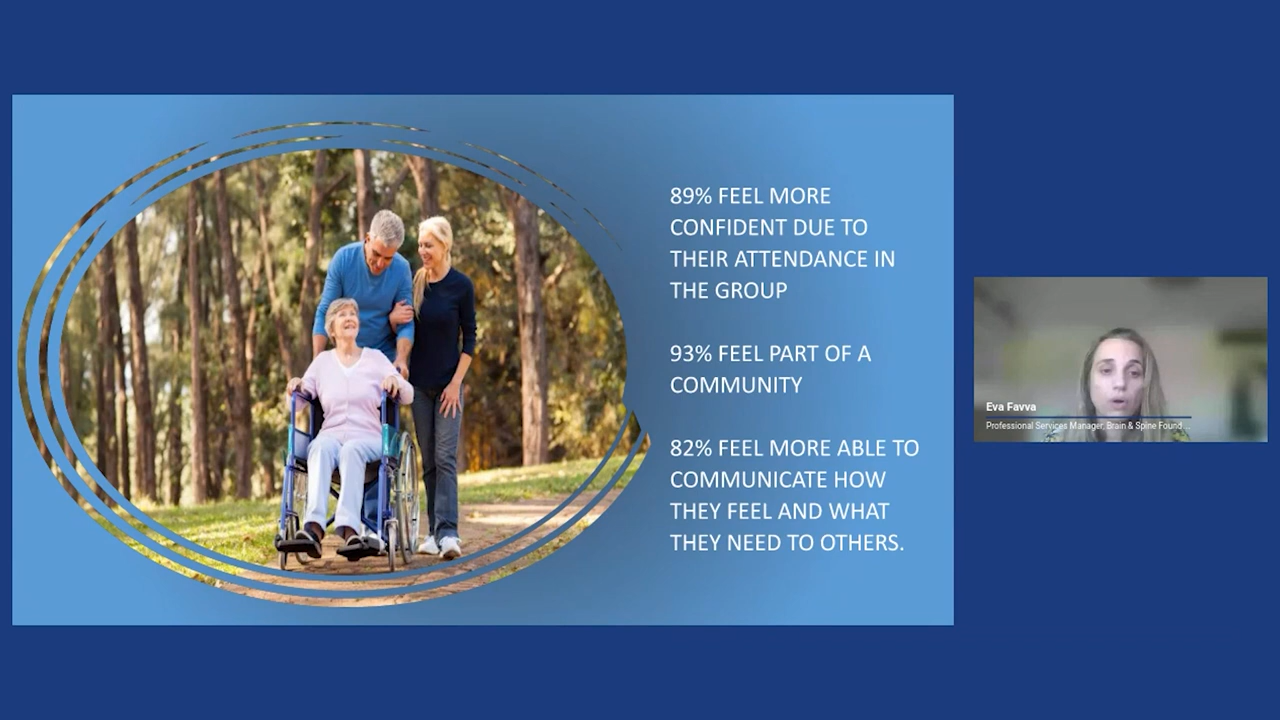 89% FEEL MORE
CONFIDENT DUE TO
THEIR ATTENDANCE IN
THE GROUP
93% FEEL PART OF A
COMMUNITY
82% FEEL MORE ABLE TO
COMMUNICATE HOW
THEY FEEL AND WHAT
THEY NEED TO OTHERS.
Eva Favva
Professional Services Manager, Brain & Spine Found ...